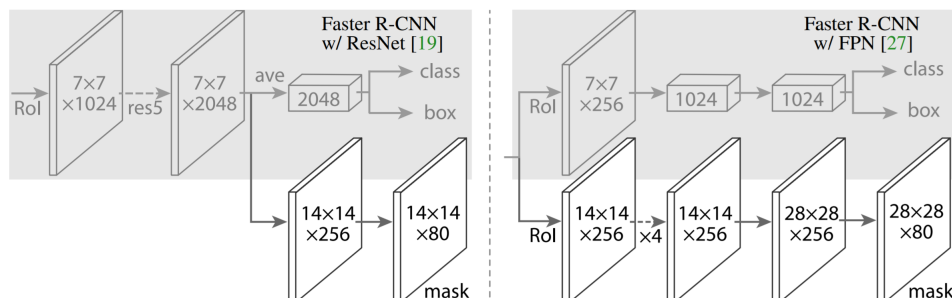 Faster R-CNN
w/ ResNet [19]
RoI
7×7
×1024
res5
7×7
×2048
ave
2048
class
box
14×14
×256
14×14
×80
mask
Faster R-CNN
w/ FPN [27]
RoI
7×7
×256
1024
1024
class
box
RoI
14×14
×256
×4
14×14
×256
28×28
×256
28×28
×80
mask